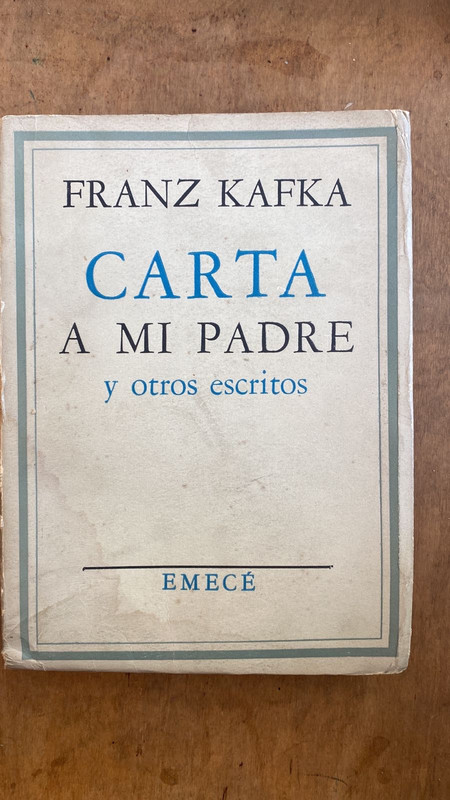 FRANZ KAFKA
CARTA
A MI PADRE
y otros escritos
EMECÉ